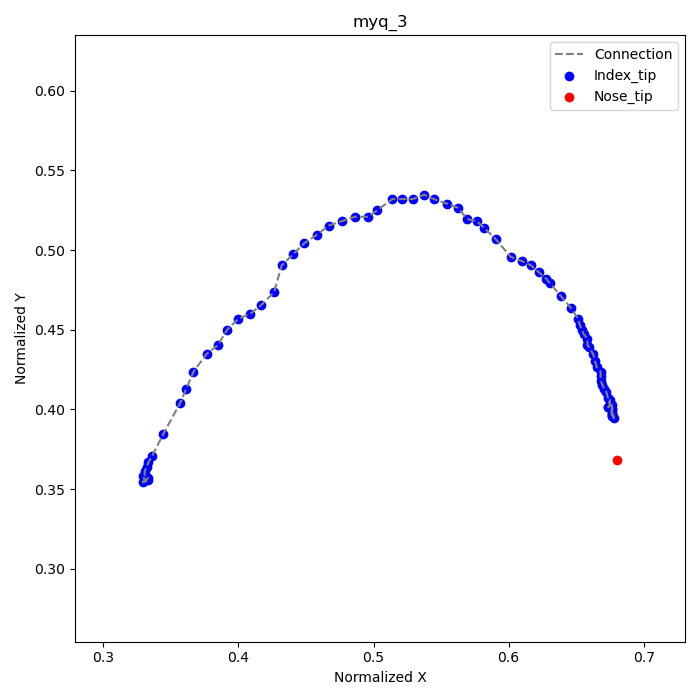 myq_3
Connection
Index_tip
Nose_tip
0.60
0.55
0.50
0.45
0.40
0.35
0.30
Normalized Y
0.3 0.4 0.5 0.6 0.7
Normalized X